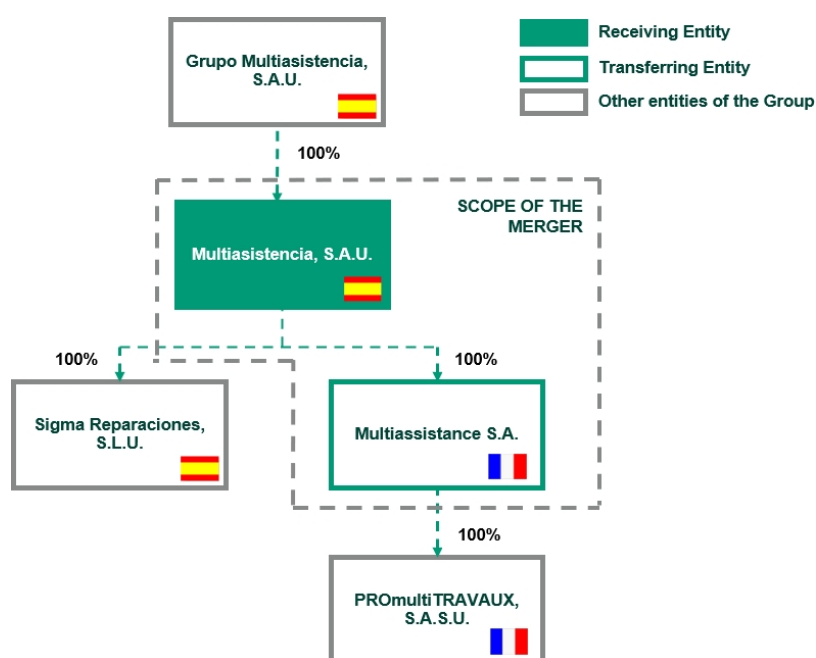 Grupo Multiasistencia,
S.A.U.
100%
Receiving Entity
Transferring Entity
Other entities of the Group
SCOPE OF THE
MERGER
Multiasistencia, S.A.U.
100%
100%
Sigma Reparaciones,
S.L.U.
Multiassistance S.A.
100%
PROmultiTRAVAUX,
S.A.S.U.